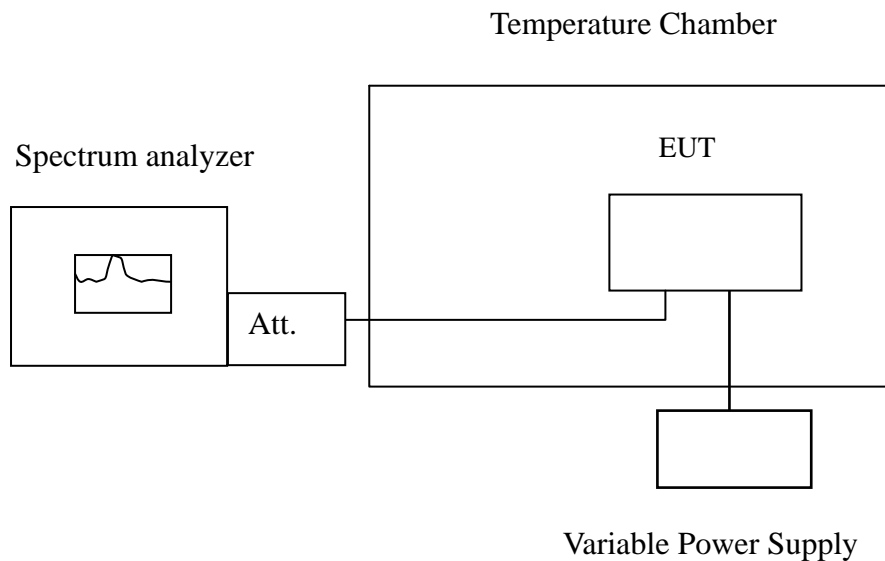 Temperature Chamber
Spectrum analyzer
EUT
Att.
Variable Power Supply